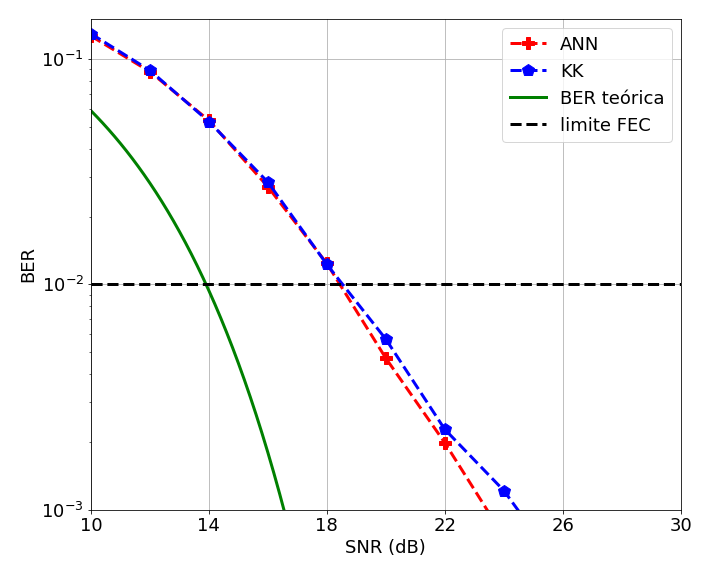 ANN
KK
BER teórica
limite FEC
BER
10⁻¹
10⁻²
10⁻³
10 14 18 22 26 30
SNR (dB)